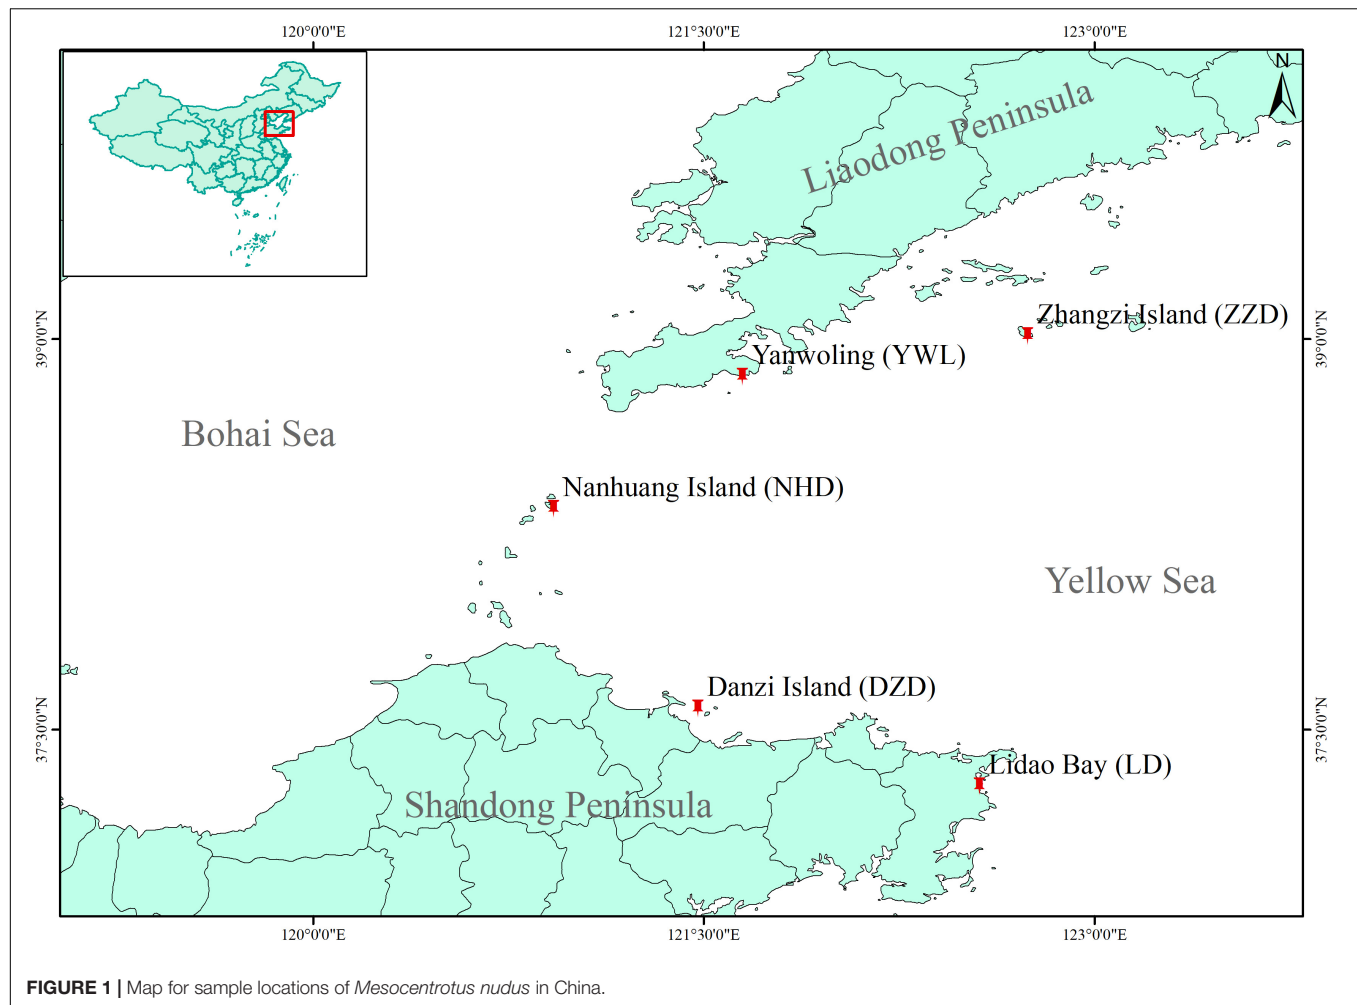 120°0'0"E
121°30'0"E
123°0'0"E
N
Liaodong Peninsula
Zhangzi Island (ZZD)
39°0'0"N
39°0'0"N
Yanwoling (YWL)
Bohai Sea
Nanhuang Island (NHD)
Yellow Sea
Danzi Island (DZD)
37°30'0"N
37°30'0"N
Lidao Bay (LD)
Shandong Peninsula
120°0'0"E
121°30'0"E
123°0'0"E
FIGURE 1 | Map for sample locations of Mesocentrotus nudus in China.